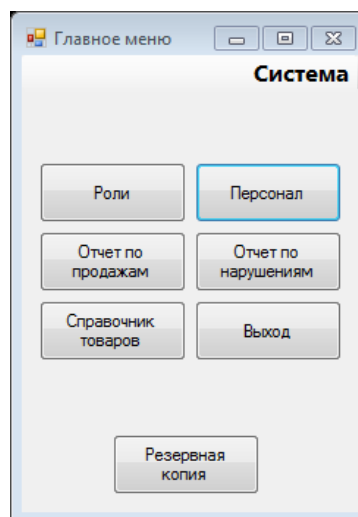 Главное меню
Система
Роли
Персонал
Отчет по
продажам
Отчет по
нарушениям
Справочник
товаров
Выход
Резервная
копия